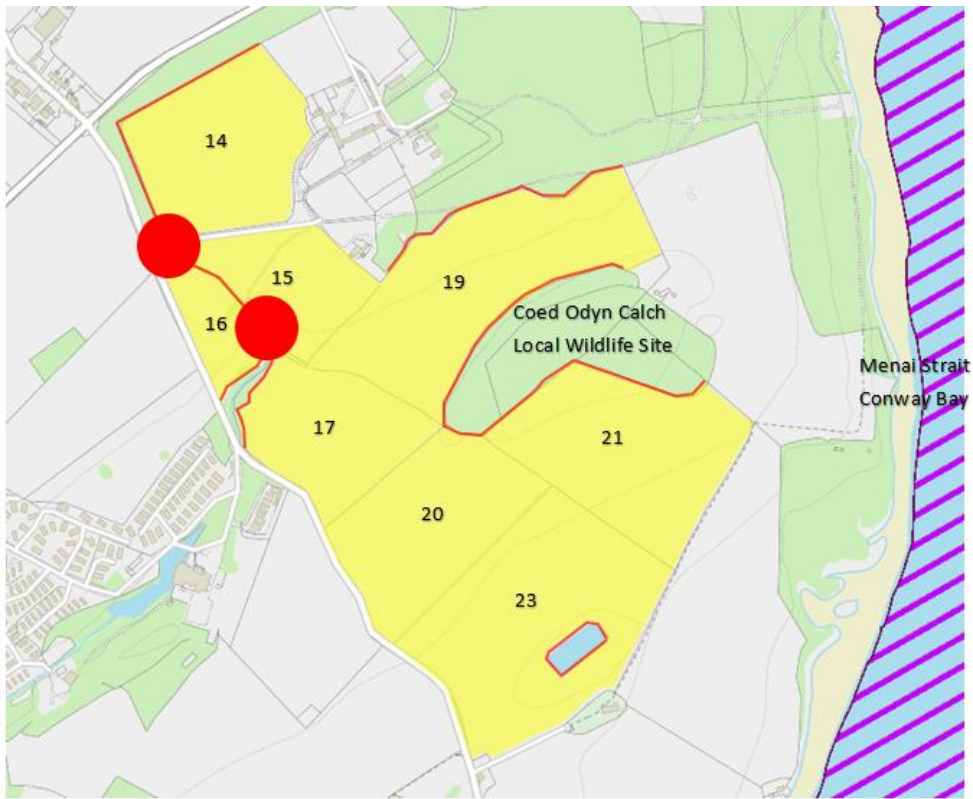 14
15
19
16
Coed Odyn Calch
Local Wildlife Site
Menai Strait
Conway Bay
17
21
20
23